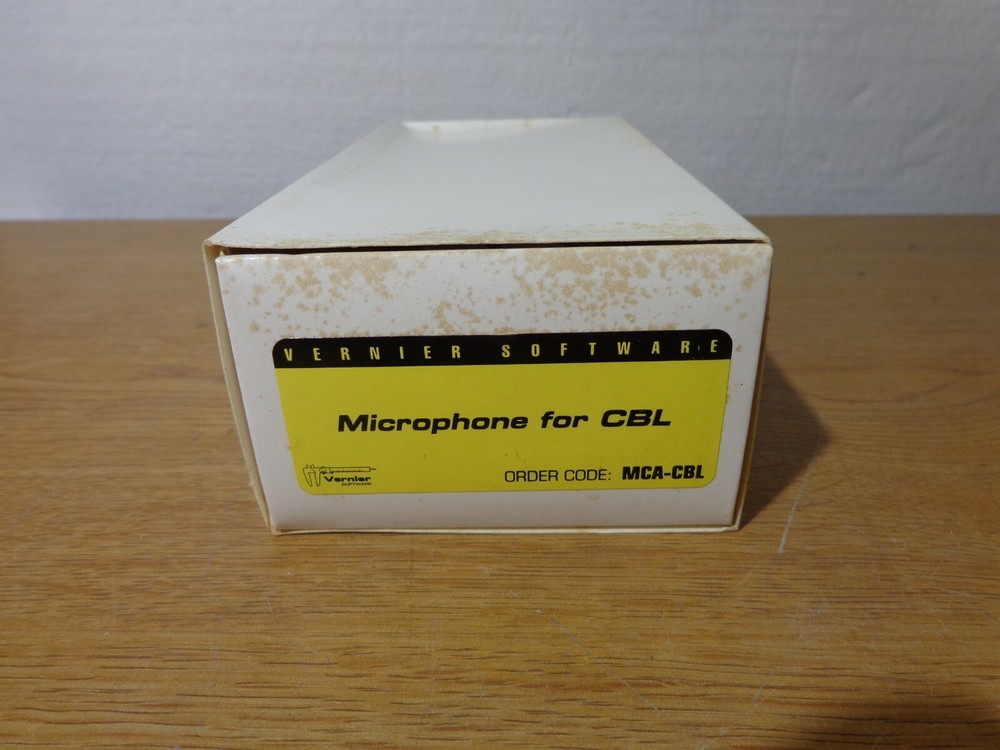 VERNIER SOFTWARE
Microphone for CBL
Vernier
SOFTWARE
ORDER CODE: MCA-CBL